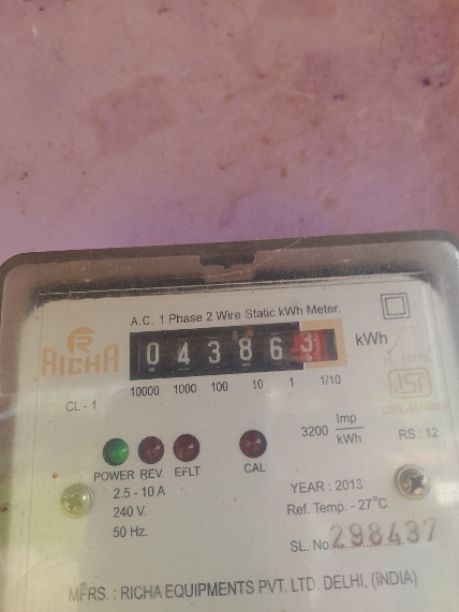 A.C. 1 Phase 2 Wire Static kWh Meter.
RICHA
0 4 3 8 6 3 kWh
10000 1000 100 10 1 1/10
CL - 1
3200 Imp
kWh
RS : 12
POWER REV. EFLT CAL
2.5 - 10 A
240 V.
50 Hz.
YEAR : 2013
Ref. Temp. - 27°C
SL. No 298437
MFRS. : RICHA EQUIPMENTS PVT. LTD. DELHI, (INDIA)